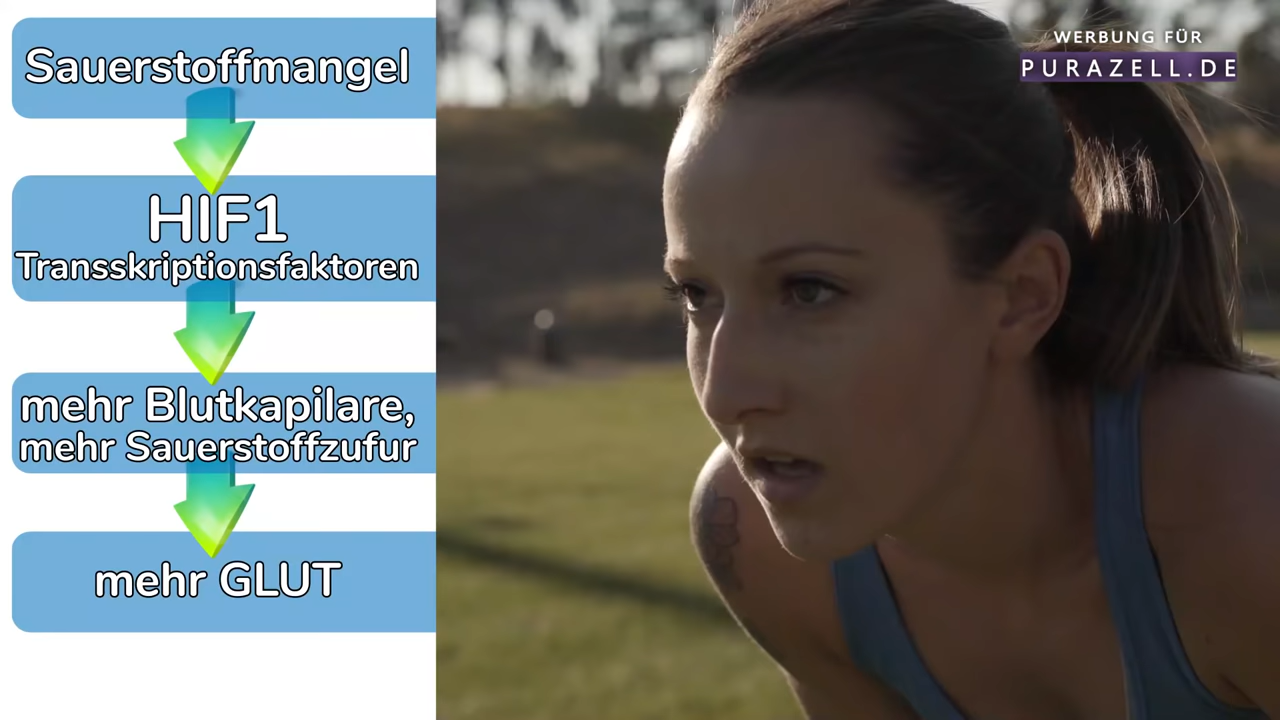 Sauerstoffmangel
HIF1
Transskriptionsfaktoren
mehr Blutkapilare,
mehr Sauerstoffzufur
mehr GLUT
WERBUNG FÜR
PURAZELL.DE